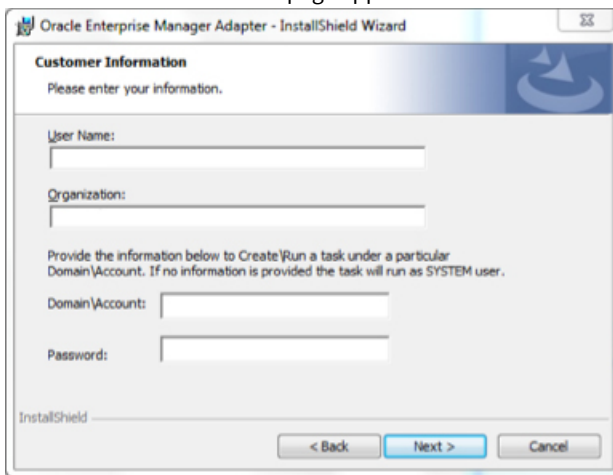 Oracle Enterprise Manager Adapter - InstallShield Wizard
Customer Information
Please enter your information.
User Name:
Organization:
Provide the information below to Create\Run a task under a particular
Domain\Account. If no information is provided the task will run as SYSTEM user.
Domain\Account:
Password:
InstallShield
< Back Next > Cancel